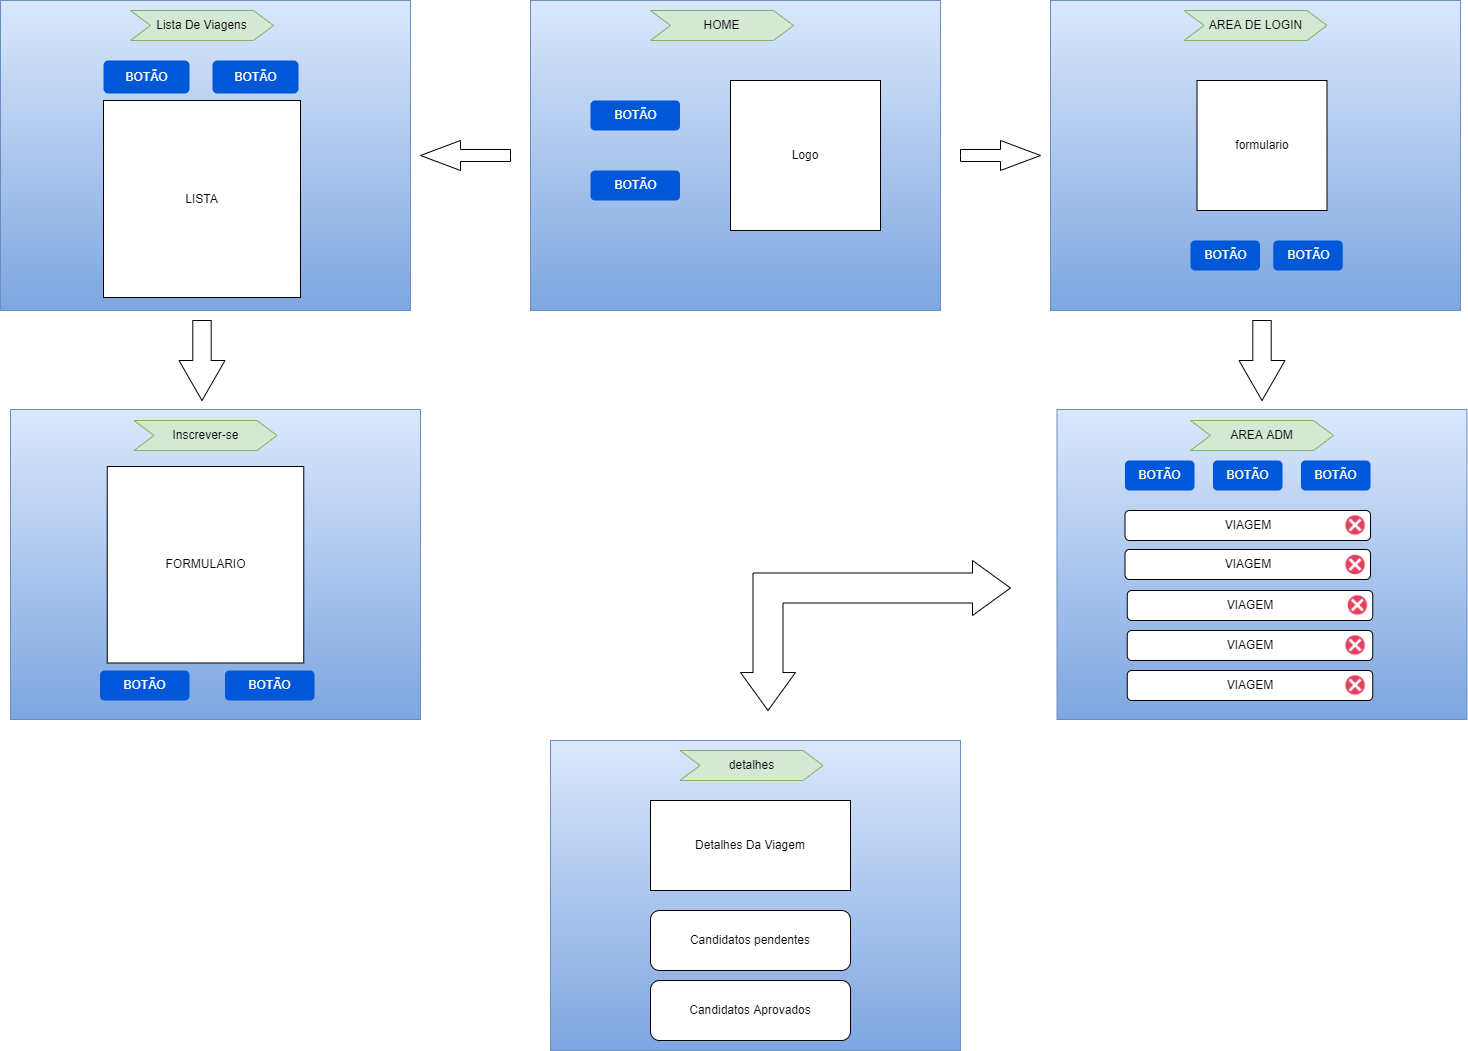 Lista De Viagens
BOTÃO
BOTÃO
LISTA
HOME
BOTÃO
BOTÃO
Logo
AREA DE LOGIN
formulario
BOTÃO
BOTÃO
Inscrever-se
FORMULARIO
BOTÃO
BOTÃO
AREA ADM
BOTÃO
BOTÃO
BOTÃO
VIAGEM
VIAGEM
VIAGEM
VIAGEM
VIAGEM
detalhes
Detalhes Da Viagem
Candidatos pendentes
Candidatos Aprovados